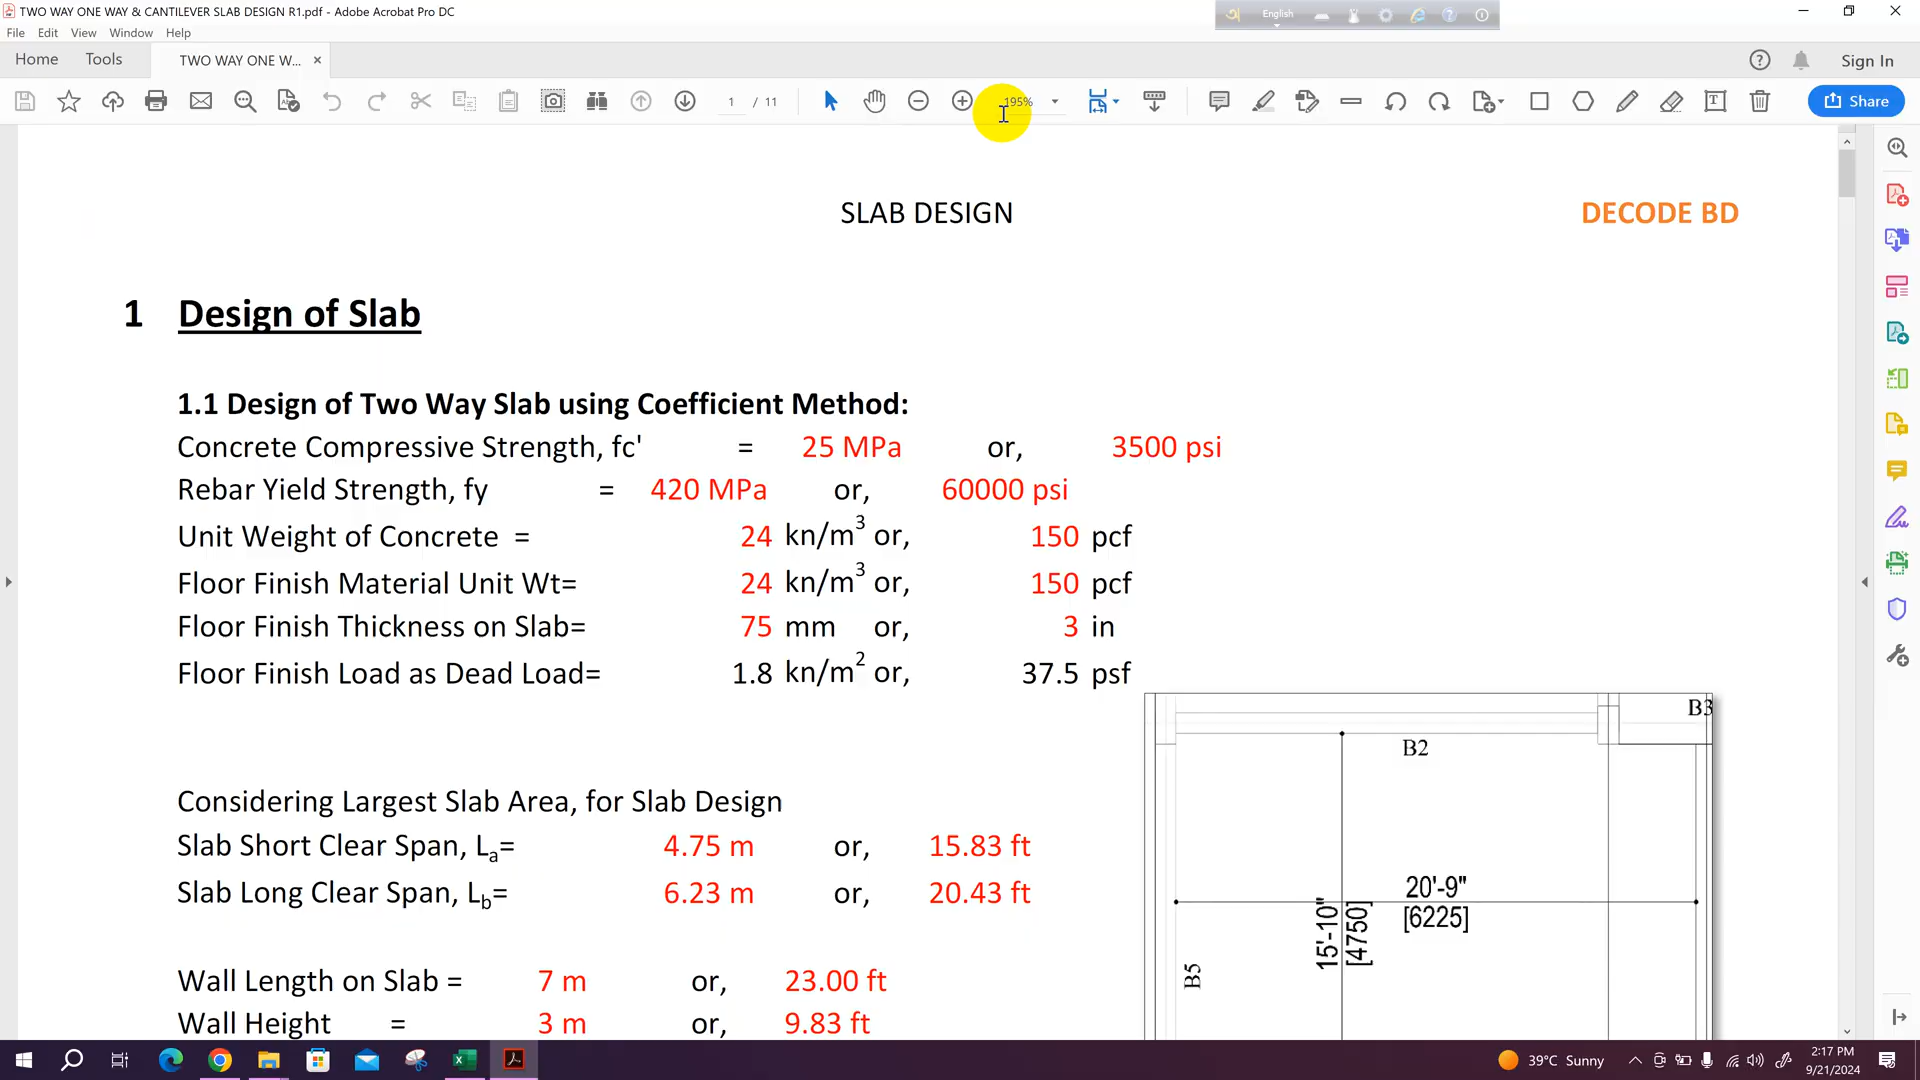 TWO WAY ONE WAY & CANTILEVER SLAB DESIGN R1.pdf - Adobe Acrobat Pro DC
English
File Edit View Window Help
Home Tools TWO WAY ONE W... × Sign In
1 / 11 195% Share
SLAB DESIGN DECODE BD
1 Design of Slab
1.1 Design of Two Way Slab using Coefficient Method:
Concrete Compressive Strength, fc' = 25 MPa or, 3500 psi
Rebar Yield Strength, fy = 420 MPa or, 60000 psi
Unit Weight of Concrete = 24 kn/m³ or, 150 pcf
Floor Finish Material Unit Wt= 24 kn/m³ or, 150 pcf
Floor Finish Thickness on Slab= 75 mm or, 3 in
Floor Finish Load as Dead Load= 1.8 kn/m² or, 37.5 psf
B3
B2
Considering Largest Slab Area, for Slab Design
Slab Short Clear Span, La= 4.75 m or, 15.83 ft
Slab Long Clear Span, Lb= 6.23 m or, 20.43 ft
20'-9"
[6225]
15'-10"
[4750]
B5
Wall Length on Slab = 7 m or, 23.00 ft
Wall Height = 3 m or, 9.83 ft
39°C Sunny
2:17 PM
9/21/2024